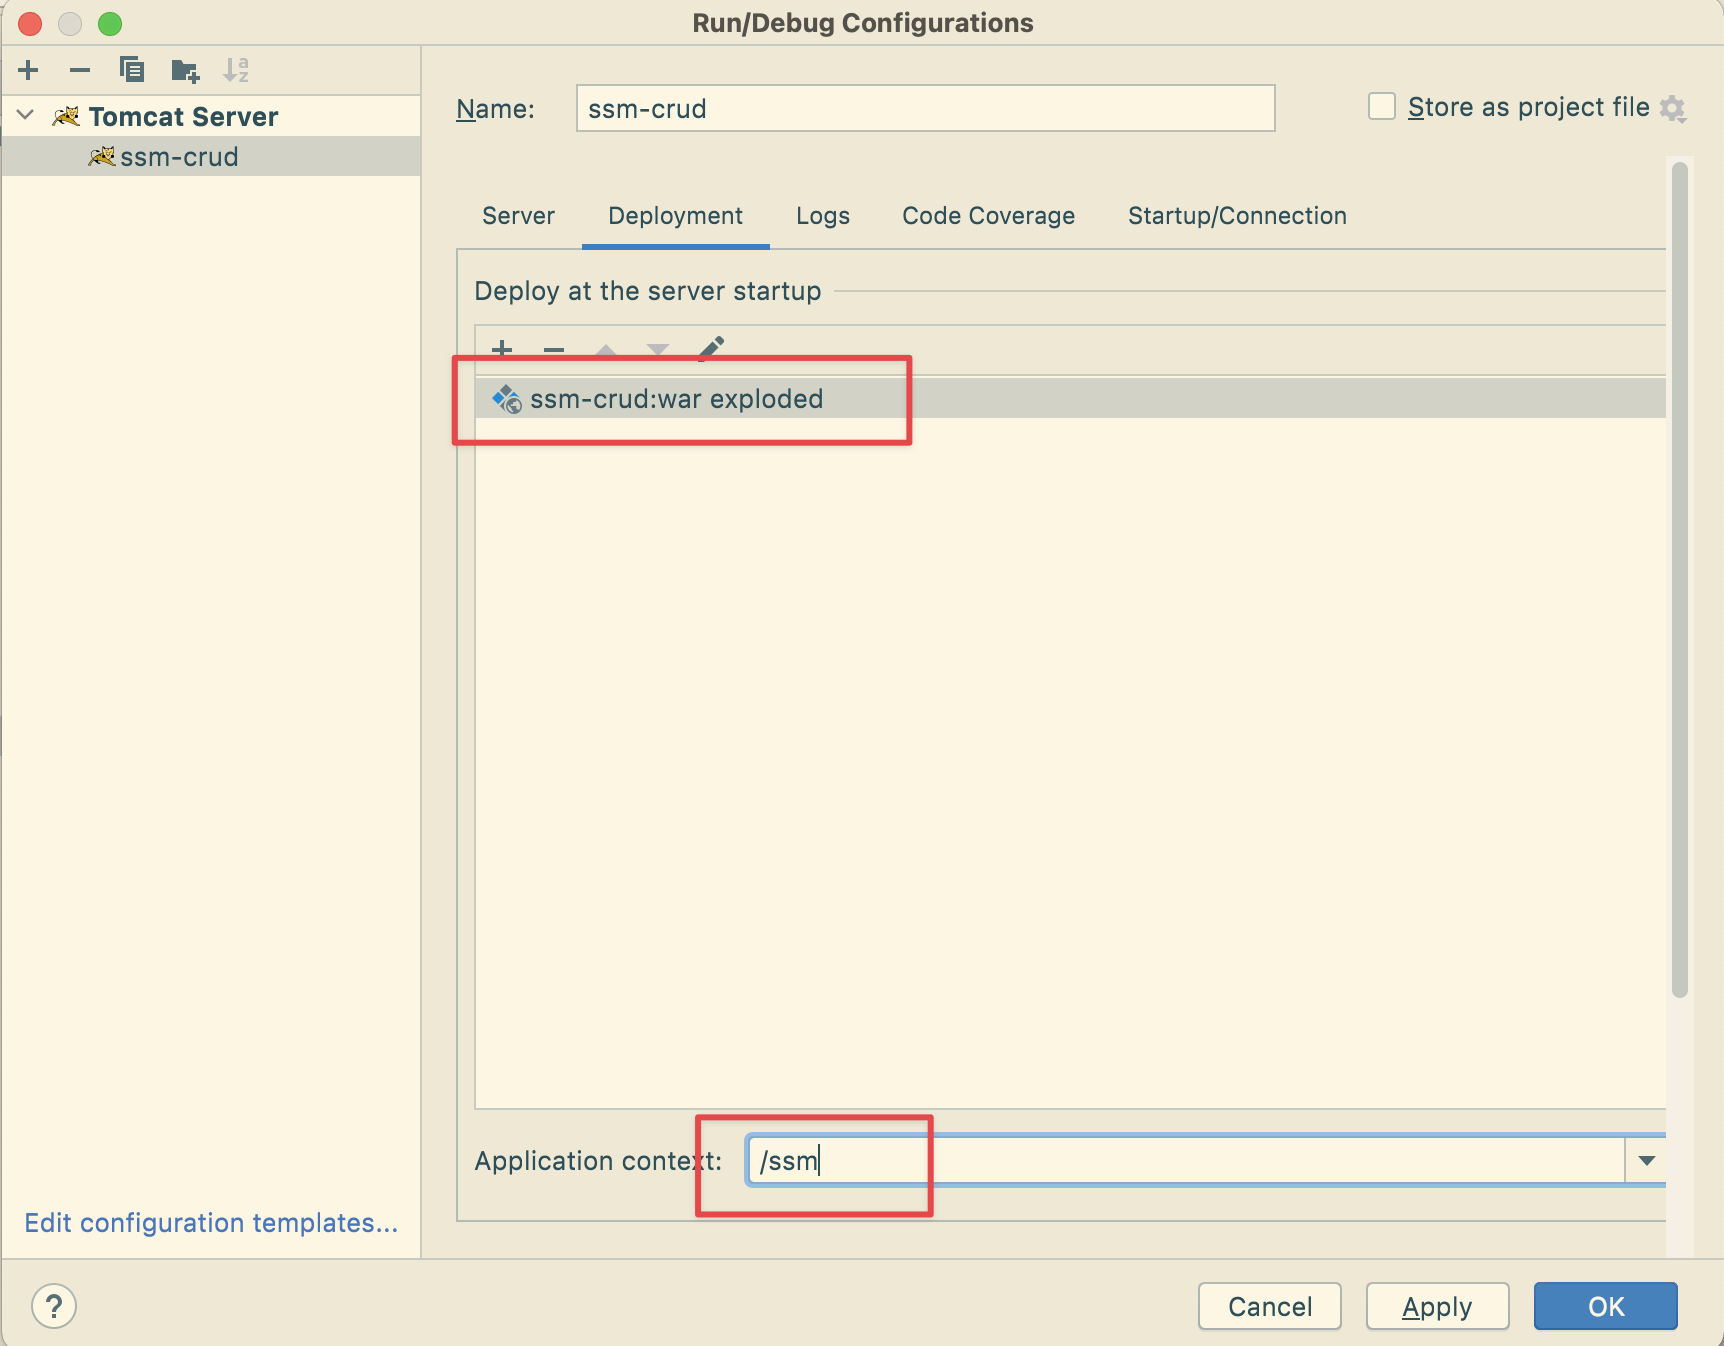 Run/Debug Configurations
Tomcat Server
ssm-crud
Edit configuration templates...
Name: ssm-crud
Store as project file
Server Deployment Logs Code Coverage Startup/Connection
Deploy at the server startup
ssm-crud:war exploded
Application context: /ssm
? Cancel Apply OK